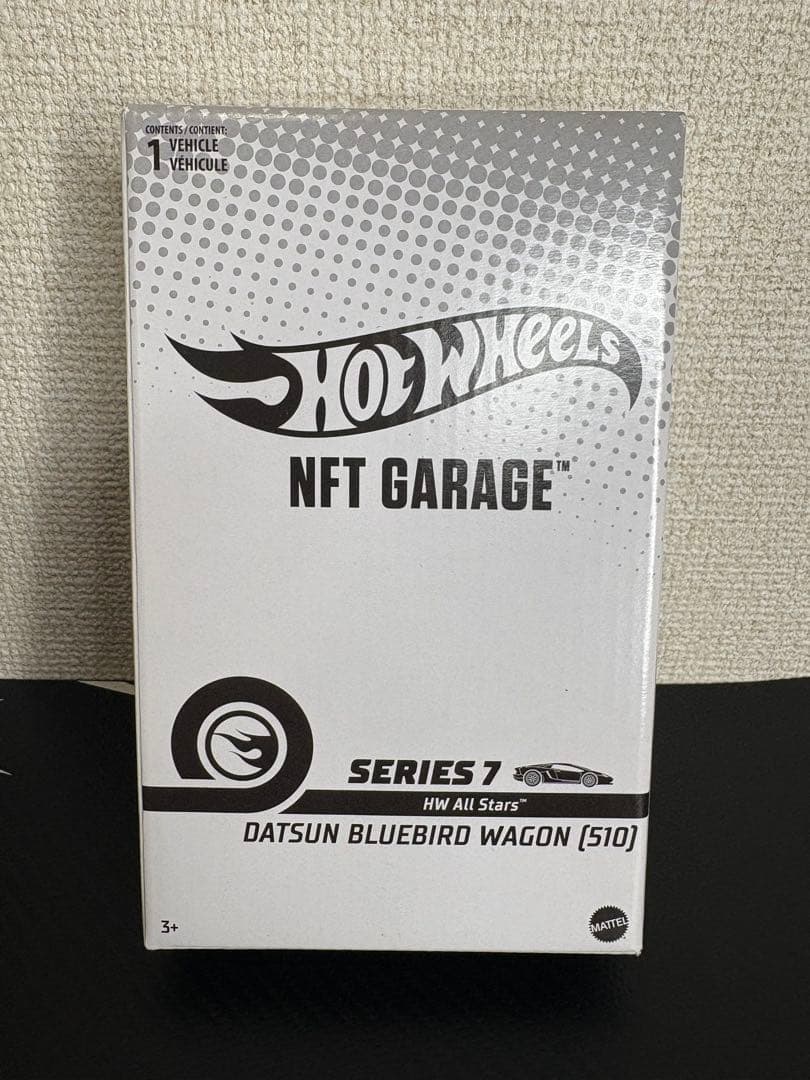 CONTENTS / CONTIENT:
1 VEHICLE
VÉHICULE
HOT WHEELS
NFT GARAGE™
SERIES 7
HW All Stars™
DATSUN BLUEBIRD WAGON (510)
3+
MATTEL